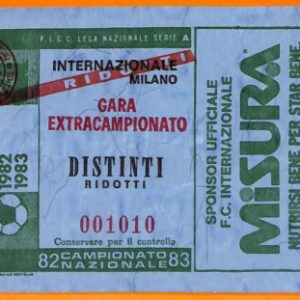 F.I.G.C. LEGA NAZIONALE SERIE A
INTERNAZIONALE
RIDOTTI
MILANO
GARA
EXTRACAMPIONATO
1982
1983
DISTINTI
RIDOTTI
001010
Conservare per il controllo
82 CAMPIONATO NAZIONALE 83
SPONSOR UFFICIALE
F.C. INTERNAZIONALE
MISURA
NUTRIRSI BENE PER STAR BENE.